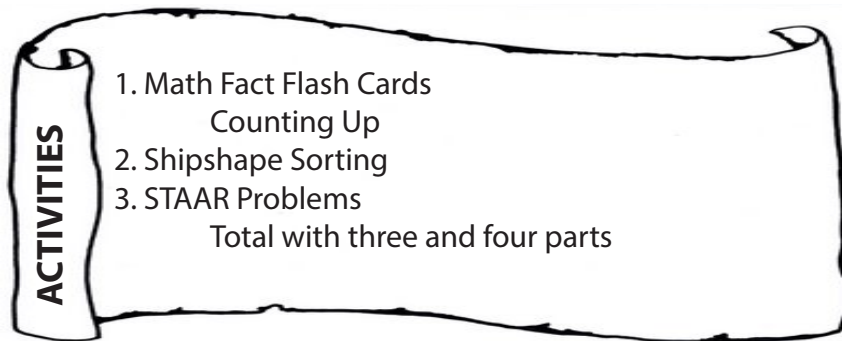 ACTIVITIES
1. Math Fact Flash Cards
Counting Up
2. Shipshape Sorting
3. STAAR Problems
Total with three and four parts